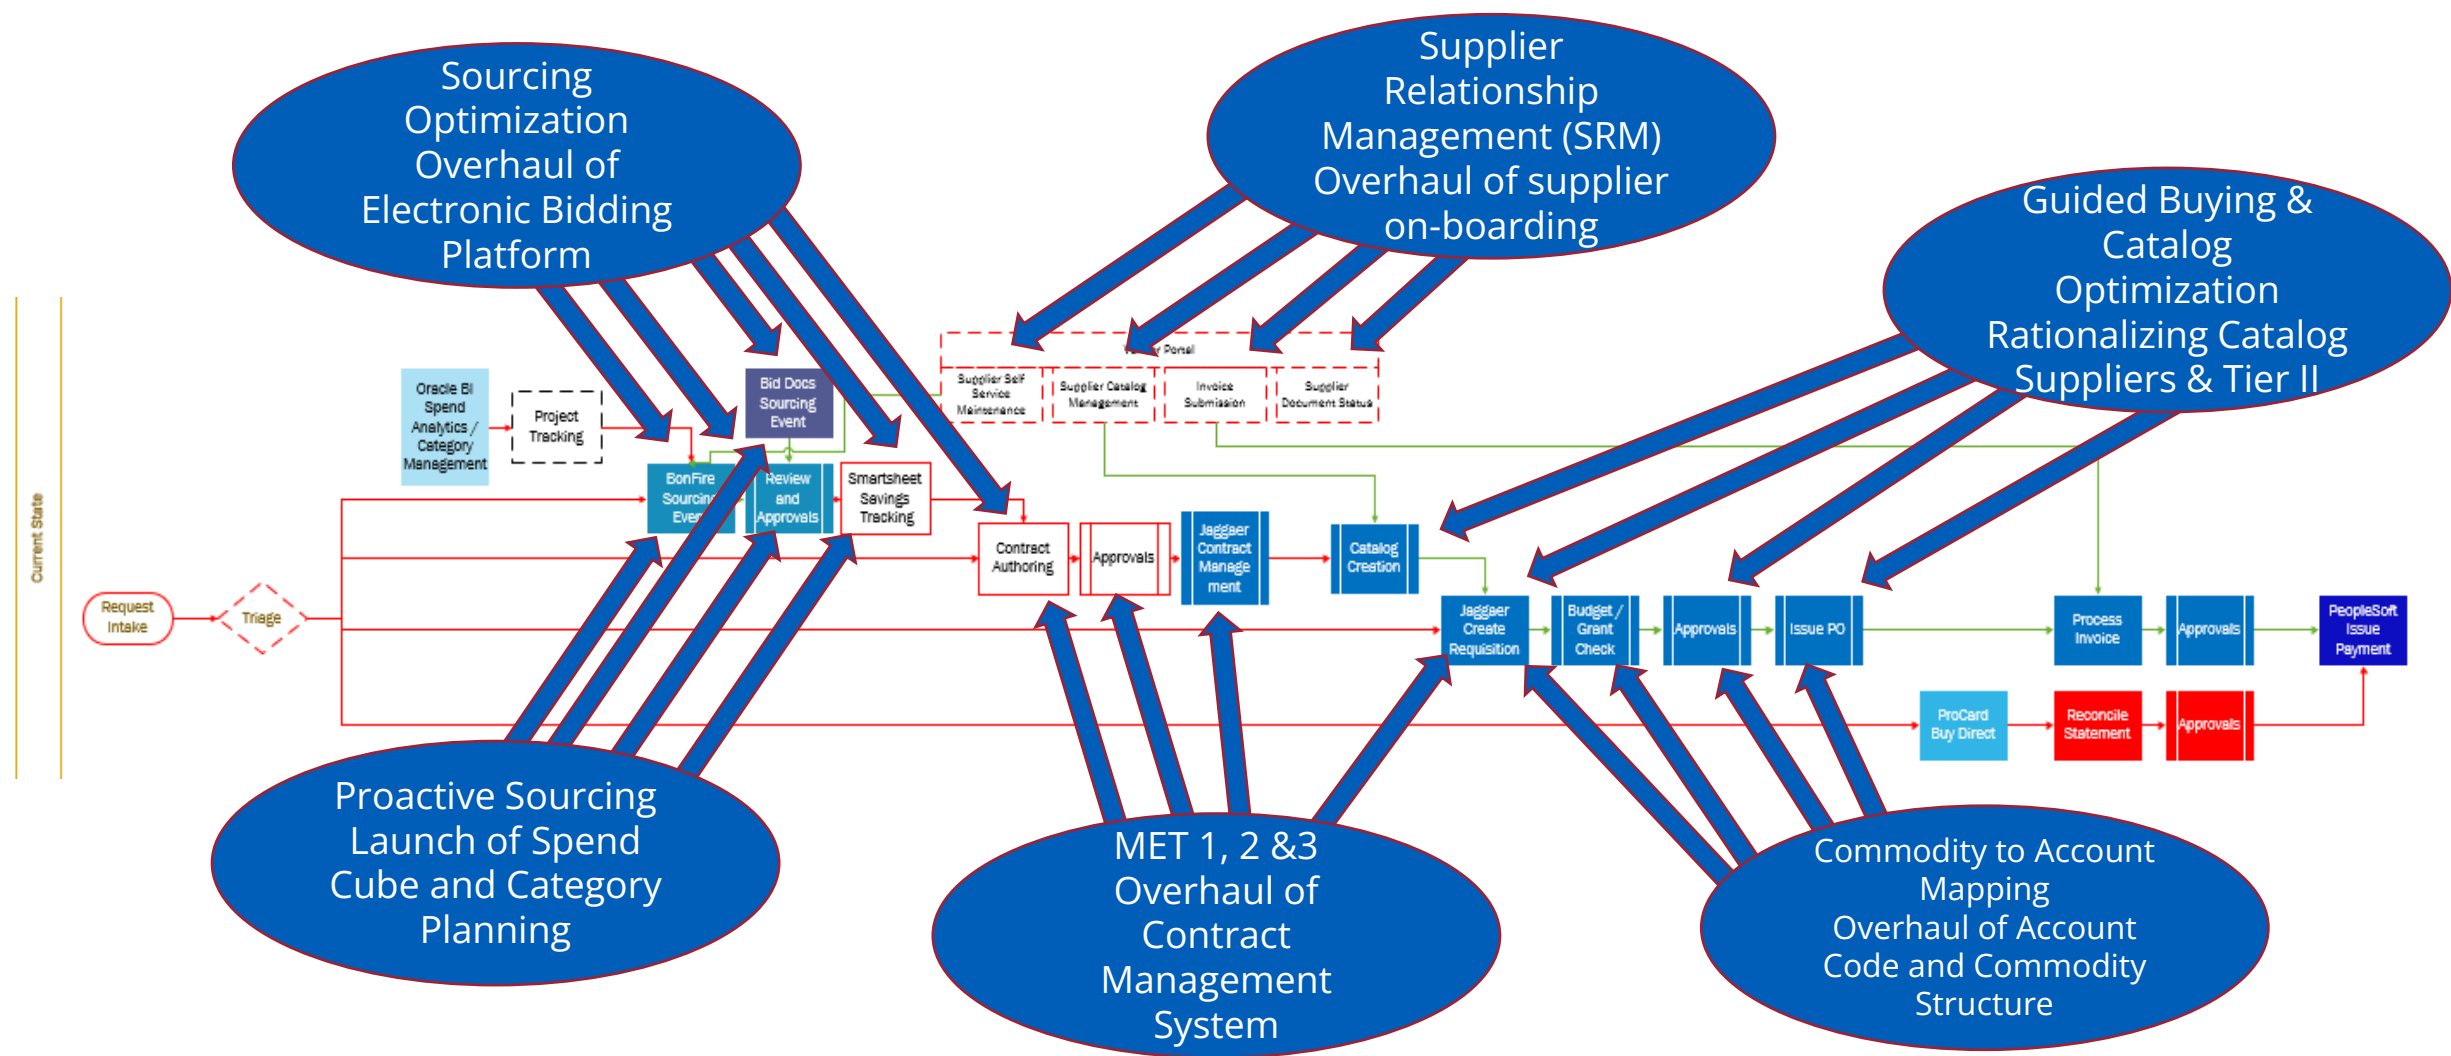 Sourcing
Optimization
Overhaul of
Electronic Bidding
Platform
Supplier
Relationship
Management (SRM)
Overhaul of supplier
on-boarding
Guided Buying &
Catalog
Optimization
Rationalizing Catalog
Suppliers & Tier II
Current State
Request
Intake
Triage
Oracle BI
Spend
Analytics /
Category
Management
Project
Tracking
Bid Docs
Sourcing
Event
BonFire
Sourcing
Event
Review
and
Approvals
Smartsheet
Savings
Tracking
Portal
Supplier Self
Service
Maintenance
Supplier Catalog
Management
Invoice
Submission
Supplier
Document Status
Contract
Authoring
Approvals
Jaggaer
Contract
Manage
ment
Catalog
Creation
Jaggaer
Create
Requisition
Budget /
Grant
Check
Approvals
Issue PO
Process
Invoice
Approvals
PeopleSoft
Issue
Payment
ProCard
Buy Direct
Reconcile
Statement
Approvals
Proactive Sourcing
Launch of Spend
Cube and Category
Planning
MET 1, 2 &3
Overhaul of
Contract
Management
System
Commodity to Account
Mapping
Overhaul of Account
Code and Commodity
Structure